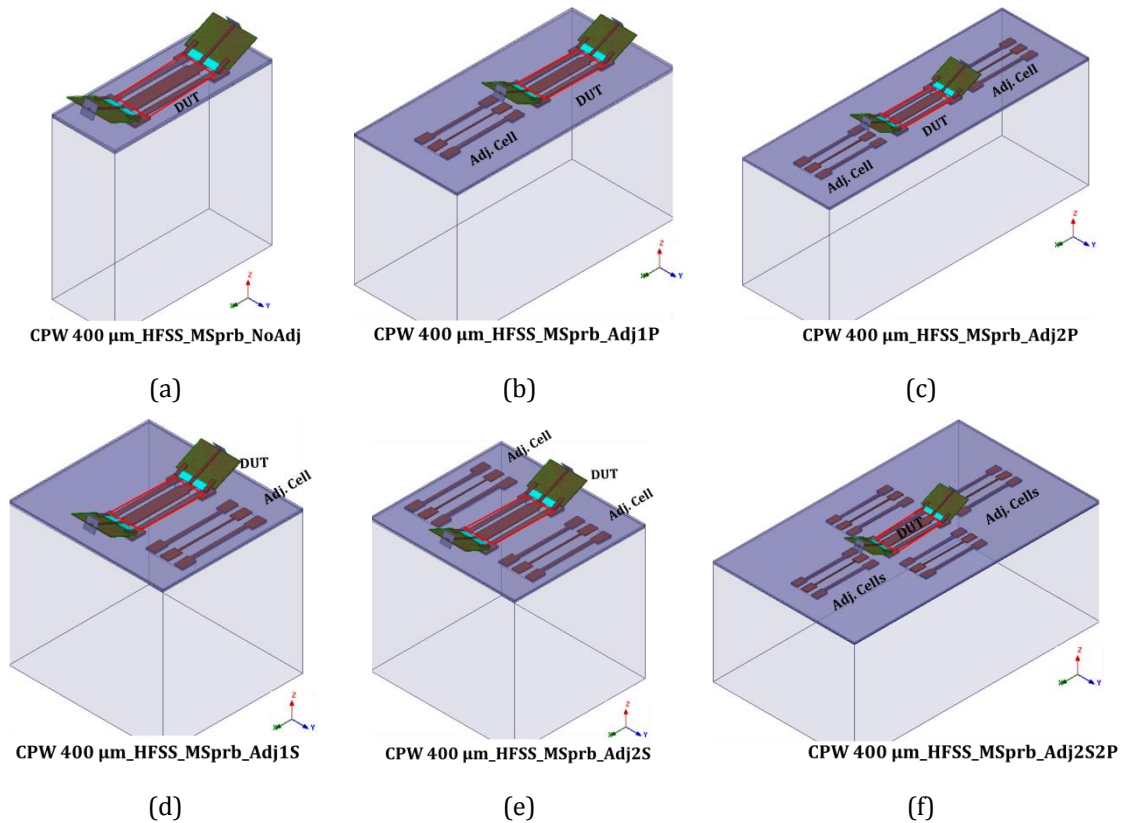 DUT
Z
X
Y
CPW 400 μm_HFSS_MSprb_NoAdj
(a)
DUT
Adj. Cell
Z
X
Y
CPW 400 μm_HFSS_MSprb_Adj1P
(b)
Adj. Cell
DUT
Adj. Cell
Z
X
Y
CPW 400 μm_HFSS_MSprb_Adj2P
(c)
DUT
Adj. Cell
Z
X
Y
CPW 400 μm_HFSS_MSprb_Adj1S
(d)
Adj. Cell
DUT
Adj. Cell
Z
X
Y
CPW 400 μm_HFSS_MSprb_Adj2S
(e)
DUT
Adj. Cells
Adj. Cells
Z
X
Y
CPW 400 μm_HFSS_MSprb_Adj2S2P
(f)